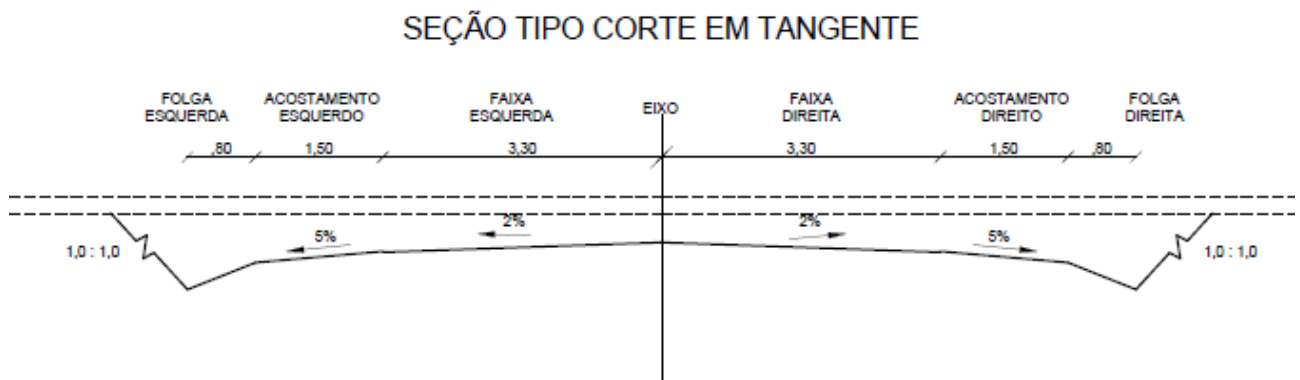 SEÇÃO TIPO CORTE EM TANGENTE
FOLGA
ESQUERDA
ACOSTAMENTO
ESQUERDO
FAIXA
ESQUERDA
EIXO
FAIXA
DIREITA
ACOSTAMENTO
DIREITO
FOLGA
DIREITA
,80
1,50
3,30
3,30
1,50
,80
1,0 : 1,0
5%
2%
2%
5%
1,0 : 1,0